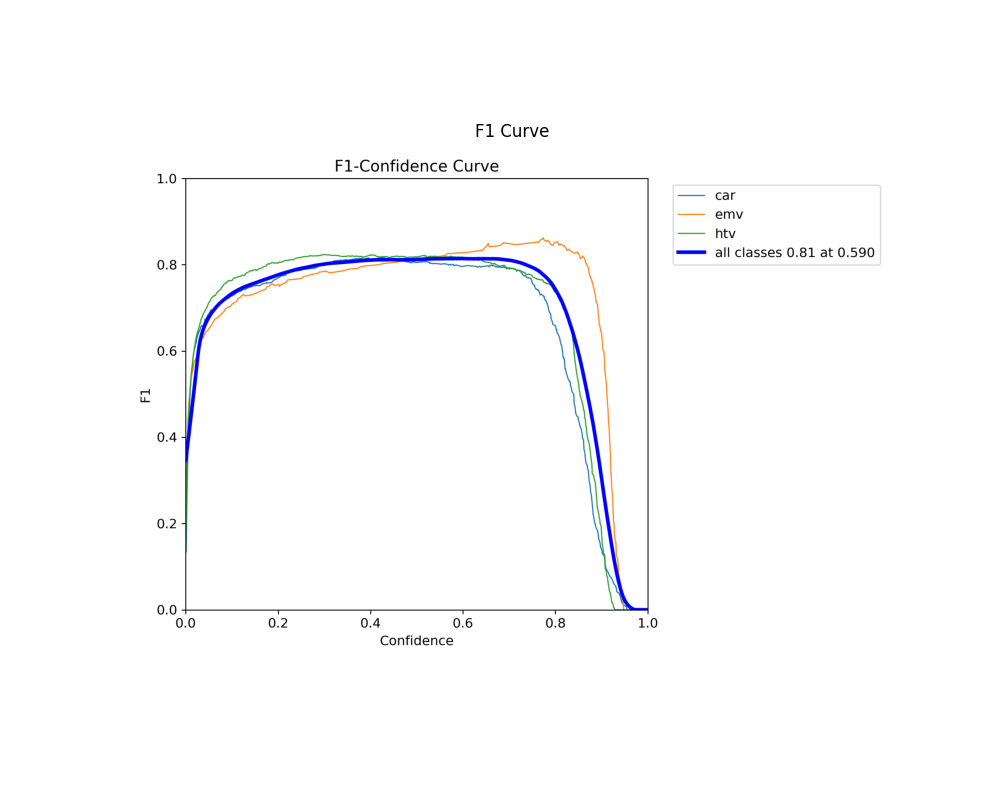 F1 Curve
F1-Confidence Curve
1.0
0.8
0.6
0.4
0.2
0.0
F1
0.0 0.2 0.4 0.6 0.8 1.0
Confidence
car
emv
htv
all classes 0.81 at 0.590